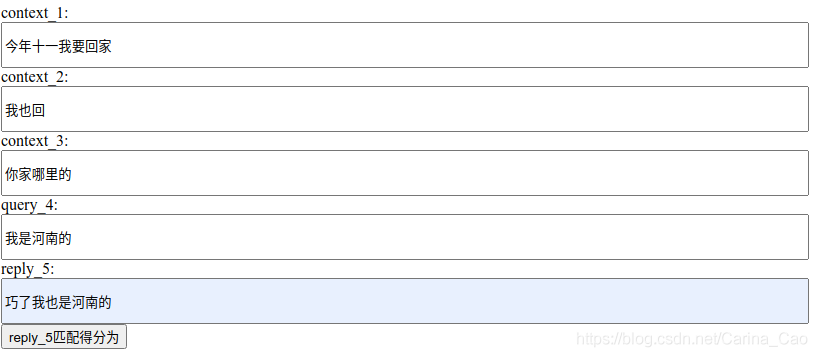 context_1:
今年十一我要回家
context_2:
我也回
context_3:
你家哪里的
query_4:
我是河南的
reply_5:
巧了我也是河南的
reply_5匹配得分为
https://blog.csdn.net/Carina_Cao